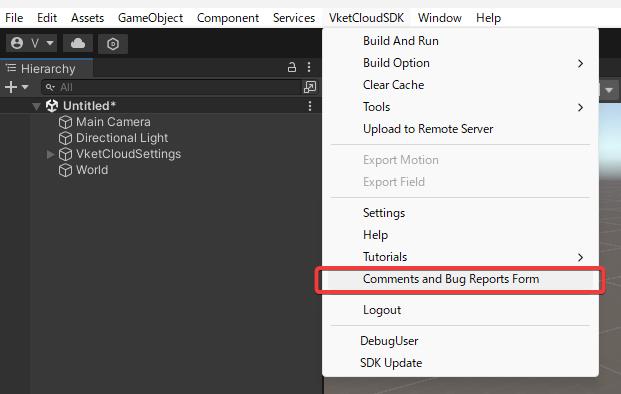 File Edit Assets GameObject Component Services VketCloudSDK Window Help
V
Hierarchy
All
Untitled*
Main Camera
Directional Light
VketCloudSettings
World
Build And Run
Build Option
Clear Cache
Tools
Upload to Remote Server
Export Motion
Export Field
Settings
Help
Tutorials
Comments and Bug Reports Form
Logout
DebugUser
SDK Update